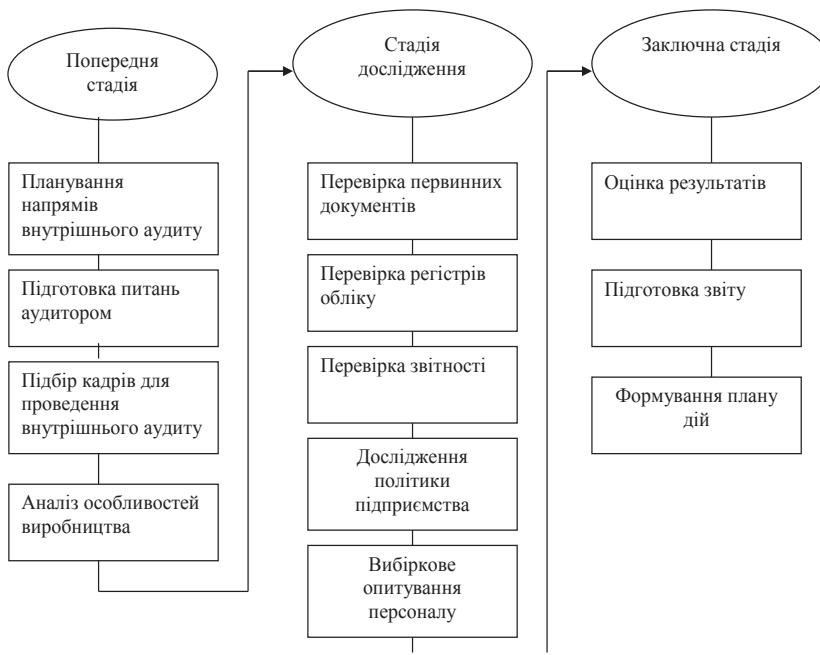 Попередня
стадія
Планування
напрямів
внутрішнього аудиту
Підготовка питань
аудитором
Підбір кадрів для
проведення
внутрішнього аудиту
Аналіз особливостей
виробництва
Стадія
дослідження
Перевірка первинних
документів
Перевірка регістрів
обліку
Перевірка звітності
Дослідження
політики
підприємства
Вибіркове
опитування
персоналу
Заключна стадія
Оцінка результатів
Підготовка звіту
Формування плану
дій